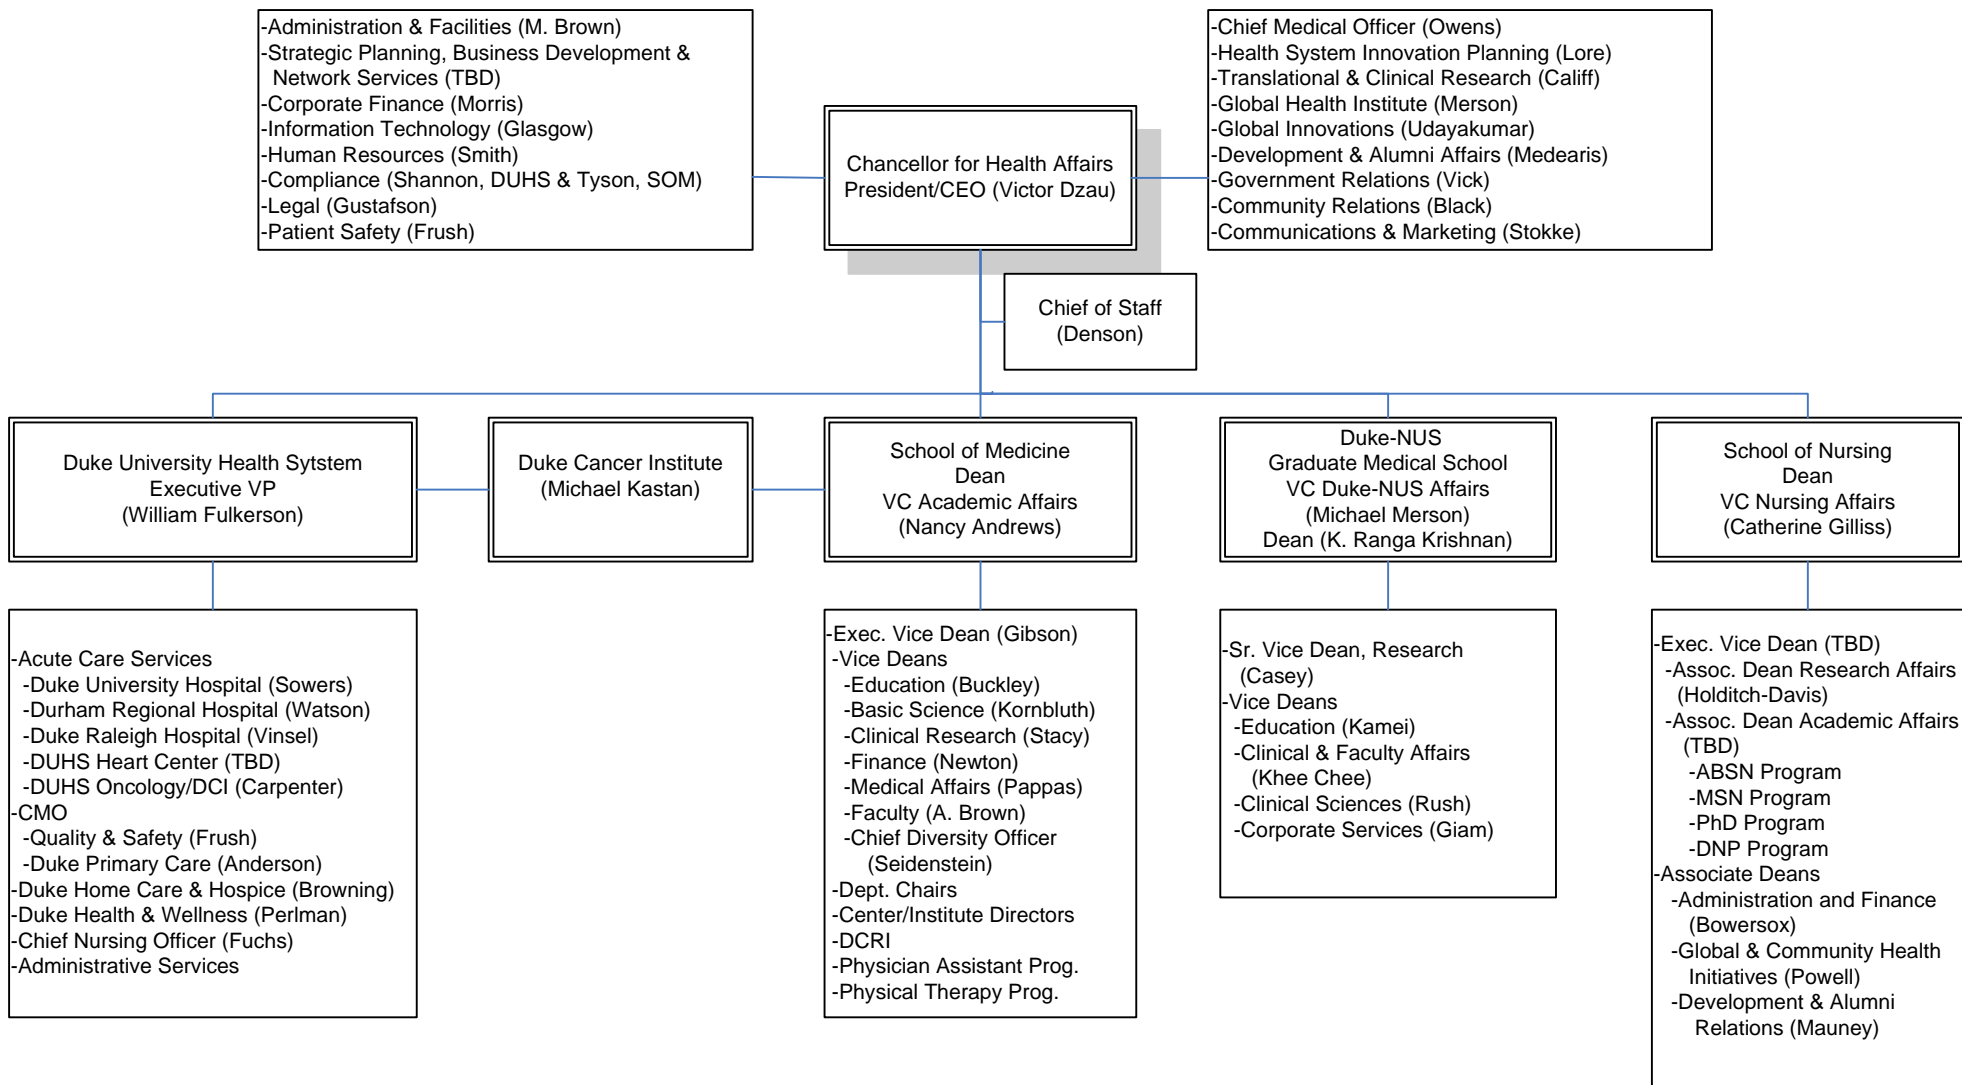 -Administration & Facilities (M. Brown)
-Strategic Planning, Business Development &
Network Services (TBD)
-Corporate Finance (Morris)
-Information Technology (Glasgow)
-Human Resources (Smith)
-Compliance (Shannon, DUHS & Tyson, SOM)
-Legal (Gustafson)
-Patient Safety (Frush)
Chancellor for Health Affairs
President/CEO (Victor Dzau)
-Chief Medical Officer (Owens)
-Health System Innovation Planning (Lore)
-Translational & Clinical Research (Califf)
-Global Health Institute (Merson)
-Global Innovations (Udayakumar)
-Development & Alumni Affairs (Medearis)
-Government Relations (Vick)
-Community Relations (Black)
-Communications & Marketing (Stokke)
Chief of Staff
(Denson)
Duke University Health Sytstem
Executive VP
(William Fulkerson)
Duke Cancer Institute
(Michael Kastan)
School of Medicine
Dean
VC Academic Affairs
(Nancy Andrews)
Duke-NUS
Graduate Medical School
VC Duke-NUS Affairs
(Michael Merson)
Dean (K. Ranga Krishnan)
School of Nursing
Dean
VC Nursing Affairs
(Catherine Gilliss)
-Acute Care Services
-Duke University Hospital (Sowers)
-Durham Regional Hospital (Watson)
-Duke Raleigh Hospital (Vinsel)
-DUHS Heart Center (TBD)
-DUHS Oncology/DCI (Carpenter)
-CMO
-Quality & Safety (Frush)
-Duke Primary Care (Anderson)
-Duke Home Care & Hospice (Browning)
-Duke Health & Wellness (Perlman)
-Chief Nursing Officer (Fuchs)
-Administrative Services
-Exec. Vice Dean (Gibson)
-Vice Deans
-Education (Buckley)
-Basic Science (Kornbluth)
-Clinical Research (Stacy)
-Finance (Newton)
-Medical Affairs (Pappas)
-Faculty (A. Brown)
-Chief Diversity Officer
(Seidenstein)
-Dept. Chairs
-Center/Institute Directors
-DCRI
-Physician Assistant Prog.
-Physical Therapy Prog.
-Sr. Vice Dean, Research
(Casey)
-Vice Deans
-Education (Kamei)
-Clinical & Faculty Affairs
(Khee Chee)
-Clinical Sciences (Rush)
-Corporate Services (Giam)
-Exec. Vice Dean (TBD)
-Assoc. Dean Research Affairs
(Holditch-Davis)
-Assoc. Dean Academic Affairs
(TBD)
-ABSN Program
-MSN Program
-PhD Program
-DNP Program
-Associate Deans
-Administration and Finance
(Bowersox)
-Global & Community Health
Initiatives (Powell)
-Development & Alumni
Relations (Mauney)